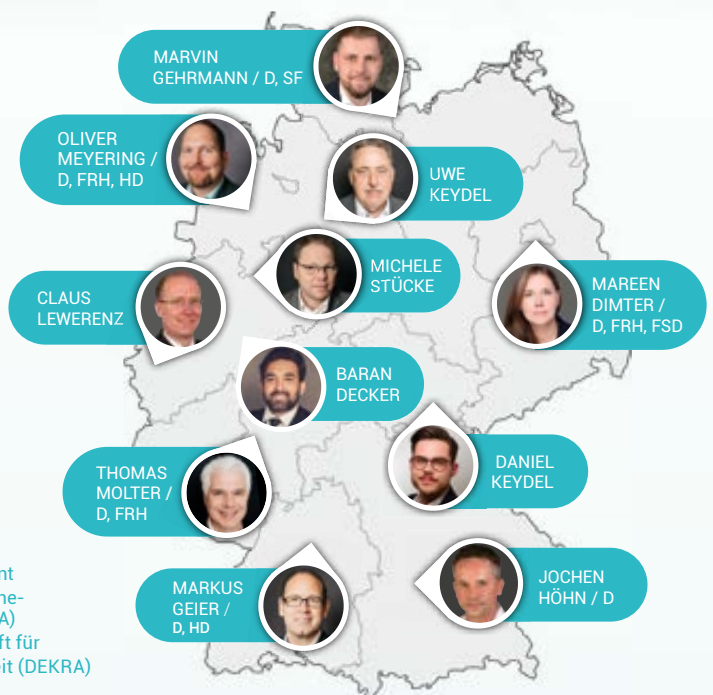 MARVIN
GEHRMANN / D, SF
OLIVER
MEYERING /
D, FRH, HD
UWE
KEYDEL
MICHELE
STÜCKE
CLAUS
LEWERENZ
MAREEN
DIMTER /
D, FRH, FSD
BARAN
DECKER
THOMAS
MOLTER /
D, FRH
DANIEL
KEYDEL
MARKUS
GEIER /
D, HD
JOCHEN
HÖHN / D
nt
ne-
A)
ft für
eit (DEKRA)